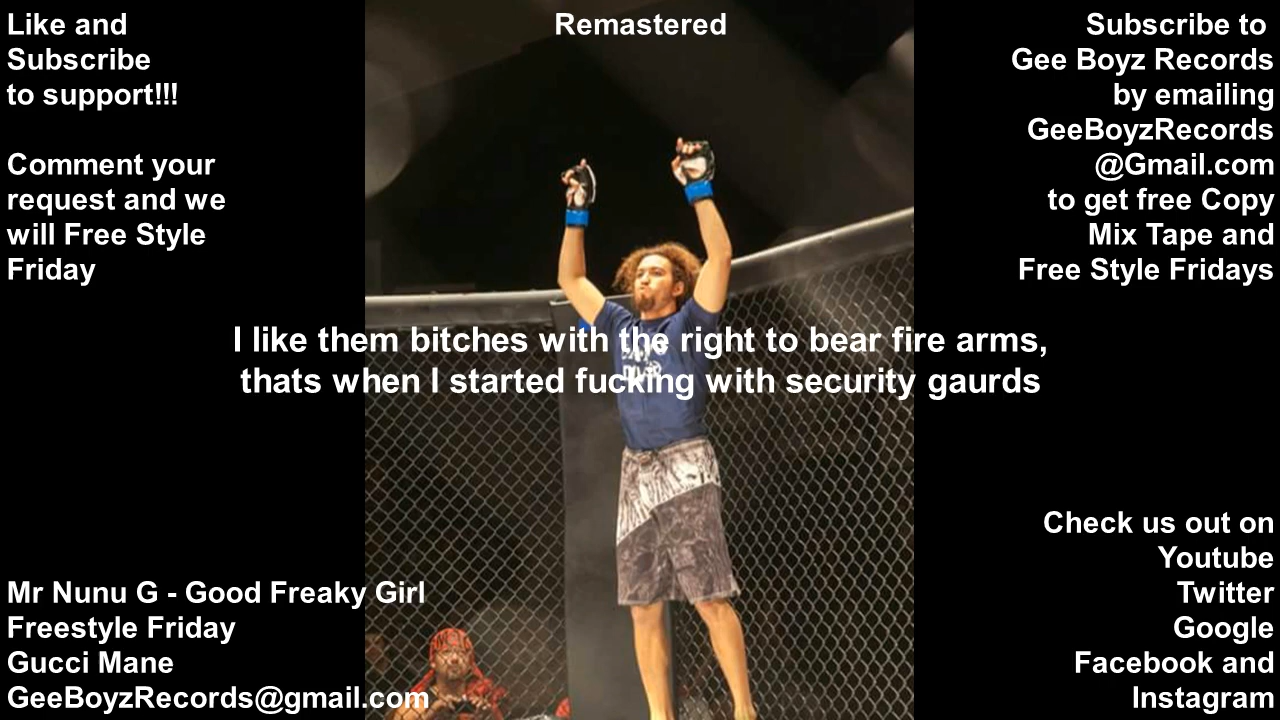 Like and
Subscribe
to support!!!
Comment your
request and we
will Free Style
Friday
Remastered
Subscribe to
Gee Boyz Records
by emailing
GeeBoyzRecords
@Gmail.com
to get free Copy
Mix Tape and
Free Style Fridays
I like them bitches with the right to bear fire arms,
thats when I started fucking with security gaurds
Mr Nunu G - Good Freaky Girl
Freestyle Friday
Gucci Mane
GeeBoyzRecords@gmail.com
Check us out on
Youtube
Twitter
Google
Facebook and
Instagram